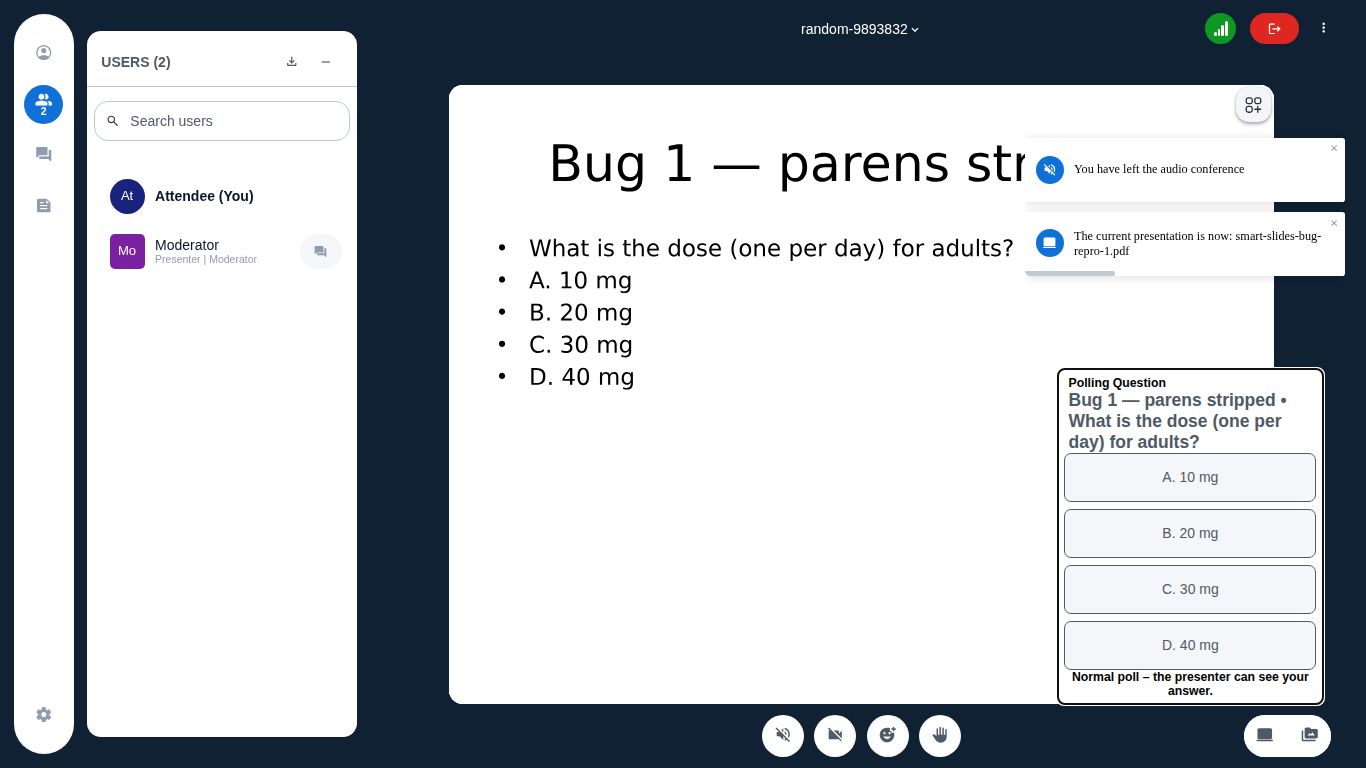 random-9893832
2
USERS (2)
Search users
At
Attendee (You)
Mo
Moderator
Presenter | Moderator
Bug 1 — parens str
• What is the dose (one per day) for adults?
• A. 10 mg
• B. 20 mg
• C. 30 mg
• D. 40 mg
You have left the audio conference
The current presentation is now: smart-slides-bug-
repro-1.pdf
Polling Question
Bug 1 — parens stripped •
What is the dose (one per
day) for adults?
A. 10 mg
B. 20 mg
C. 30 mg
D. 40 mg
Normal poll – the presenter can see your
answer.